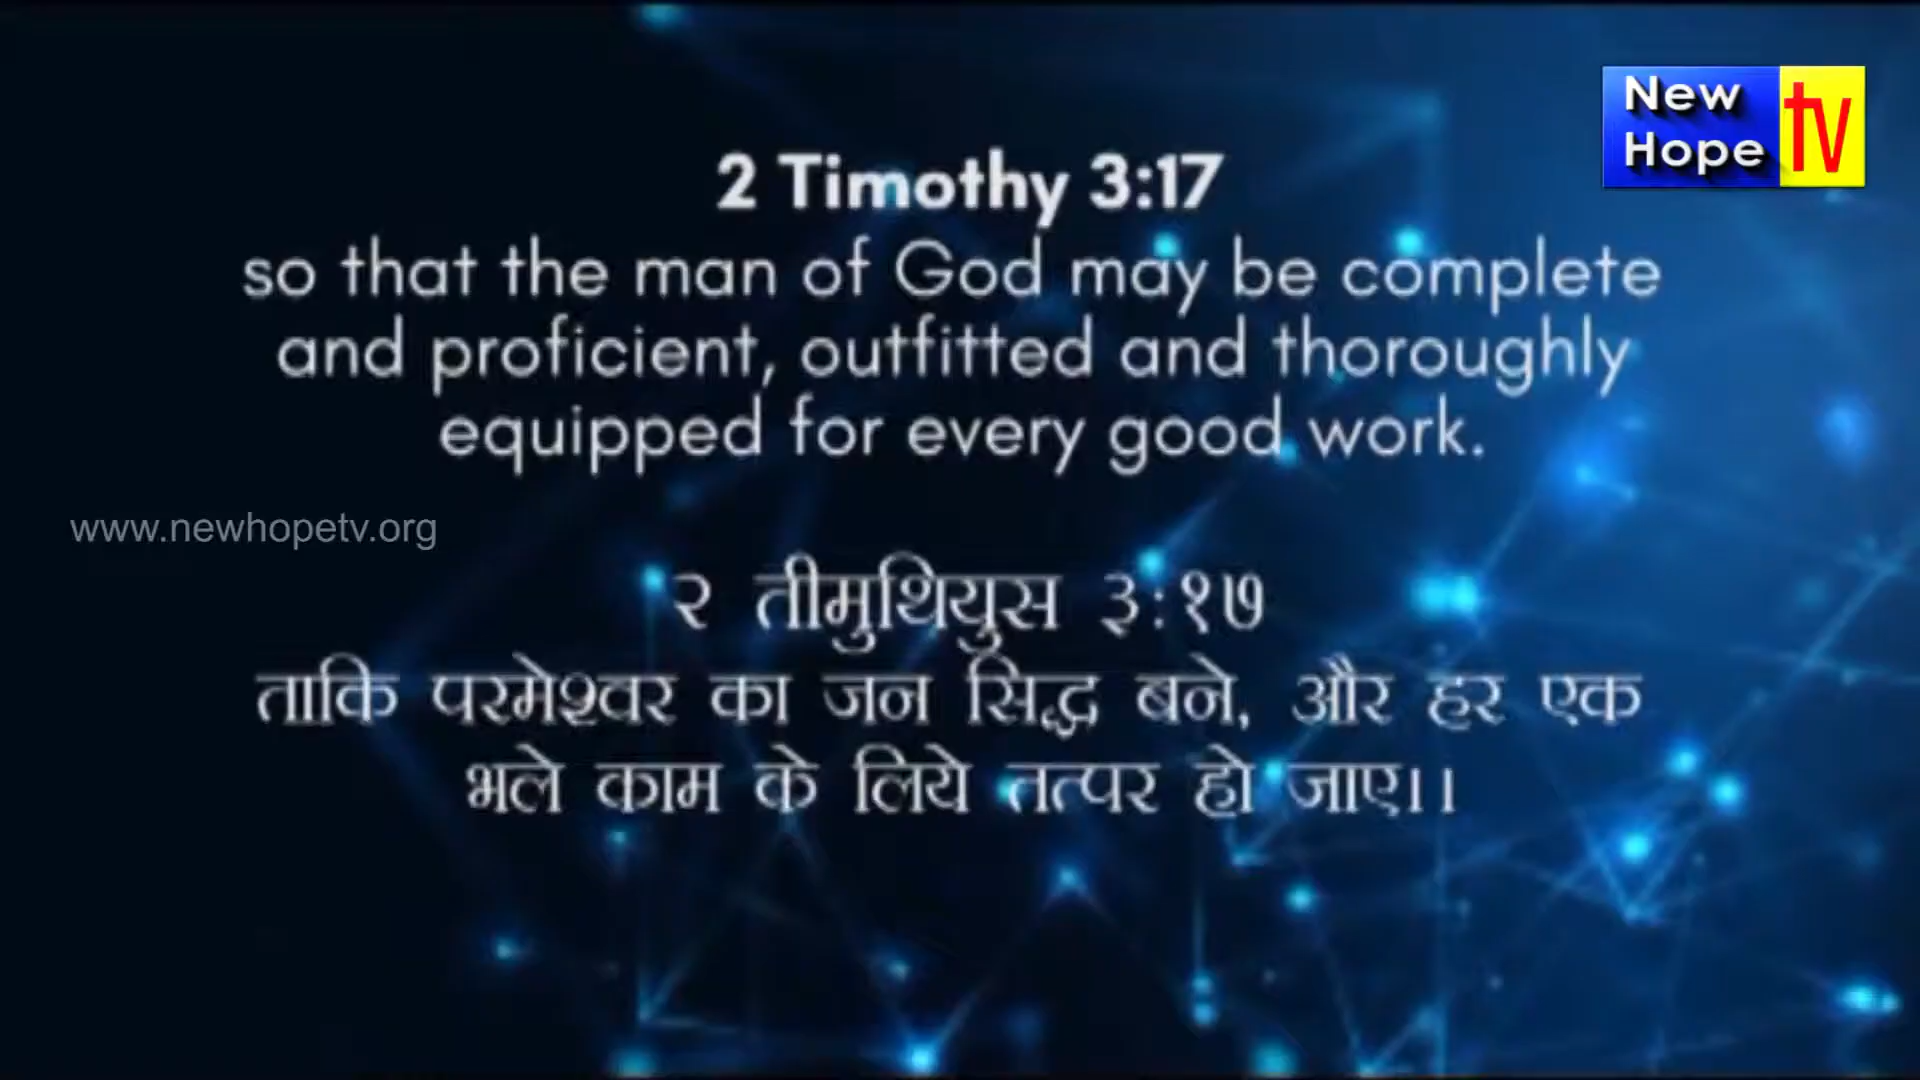 New
Hope
tv
2 Timothy 3:17
so that the man of God may be complete
and proficient, outfitted and thoroughly
equipped for every good work.
www.newhopetv.org
२ तीमुथियुस ३:१७
ताकि परमेश्वर का जन सिद्ध बने, और हर एक
भले काम के लिये तत्पर हो जाए।।